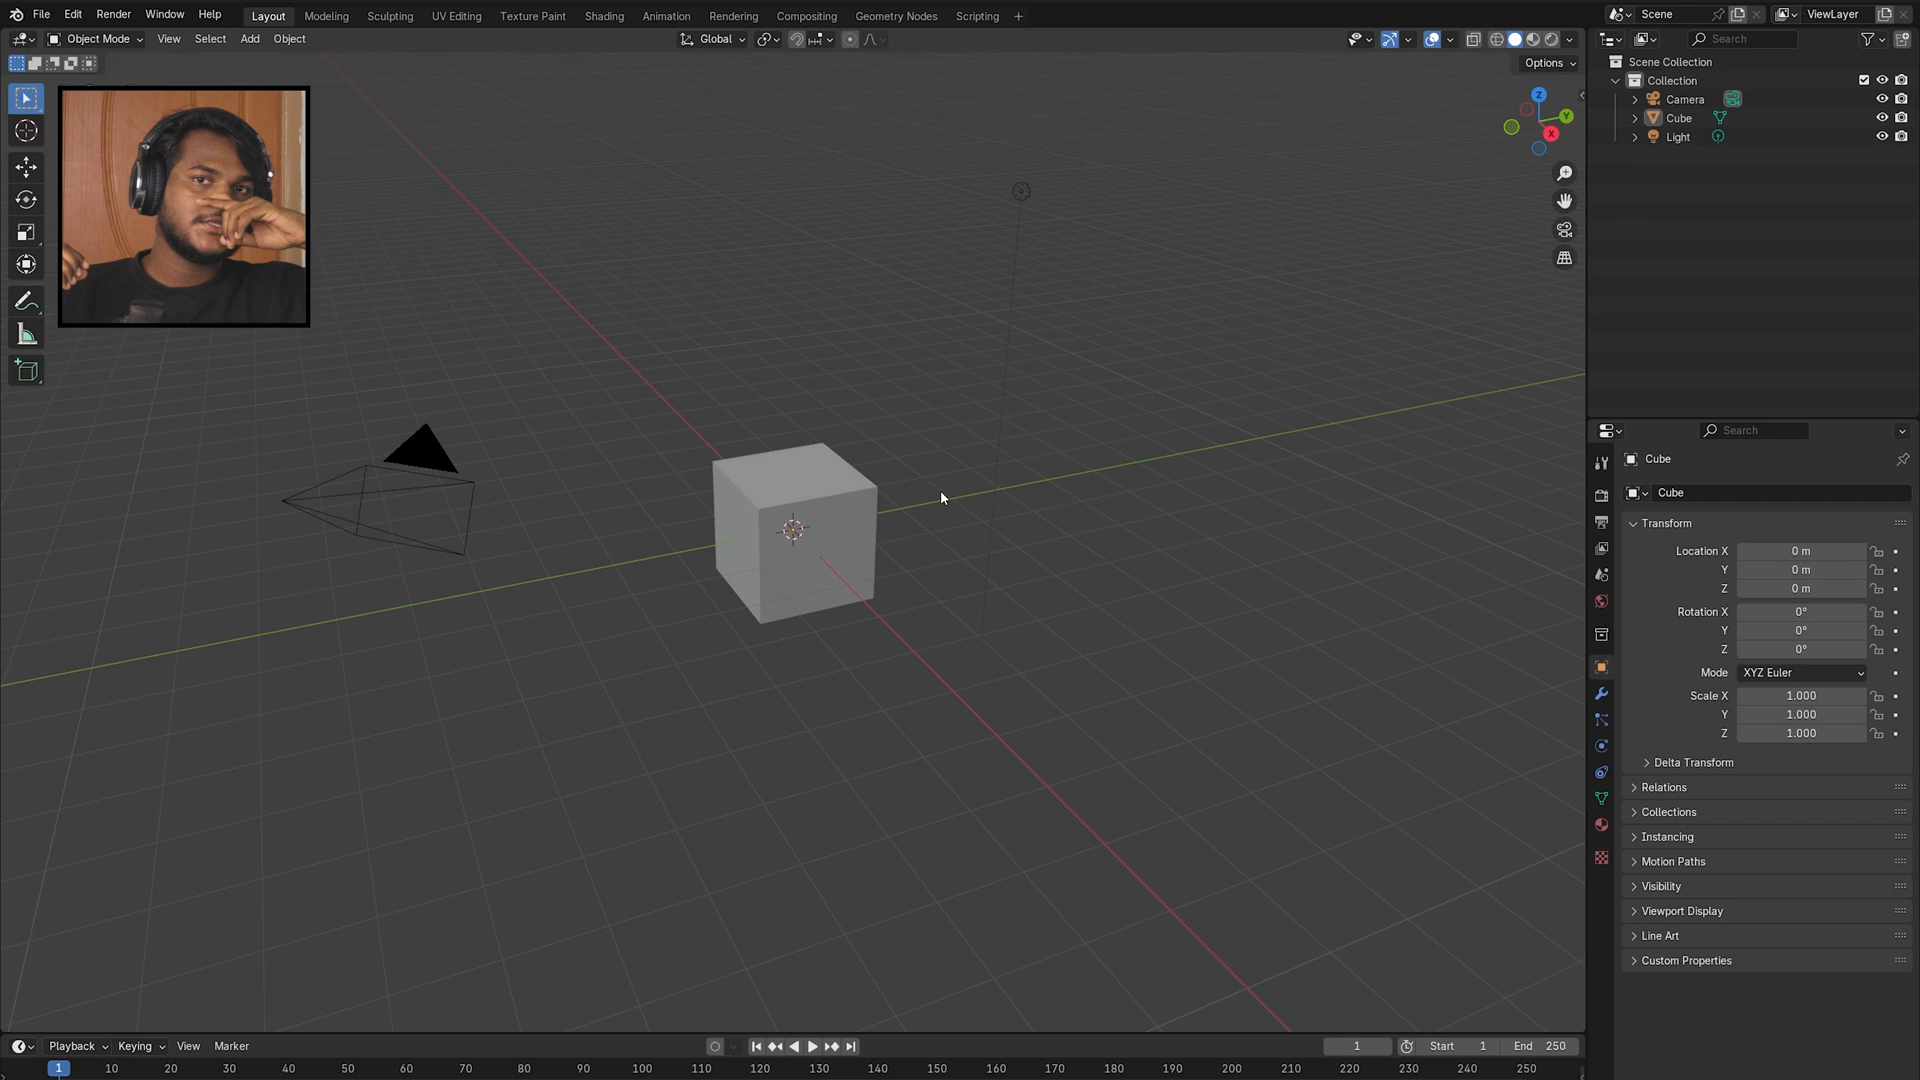 File Edit Render Window Help Layout Modeling Sculpting UV Editing Texture Paint Shading Animation Rendering Compositing Geometry Nodes Scripting + Scene ViewLayer
Object Mode View Select Add Object Global Search
Options
Z
Y
X
Scene Collection
Collection
Camera
Cube
Light
Search
Cube
Cube
Transform
Location X 0 m
Y 0 m
Z 0 m
Rotation X 0°
Y 0°
Z 0°
Mode XYZ Euler
Scale X 1.000
Y 1.000
Z 1.000
Delta Transform
Relations
Collections
Instancing
Motion Paths
Visibility
Viewport Display
Line Art
Custom Properties
Playback Keying View Marker 1 Start 1 End 250
1 10 20 30 40 50 60 70 80 90 100 110 120 130 140 150 160 170 180 190 200 210 220 230 240 250